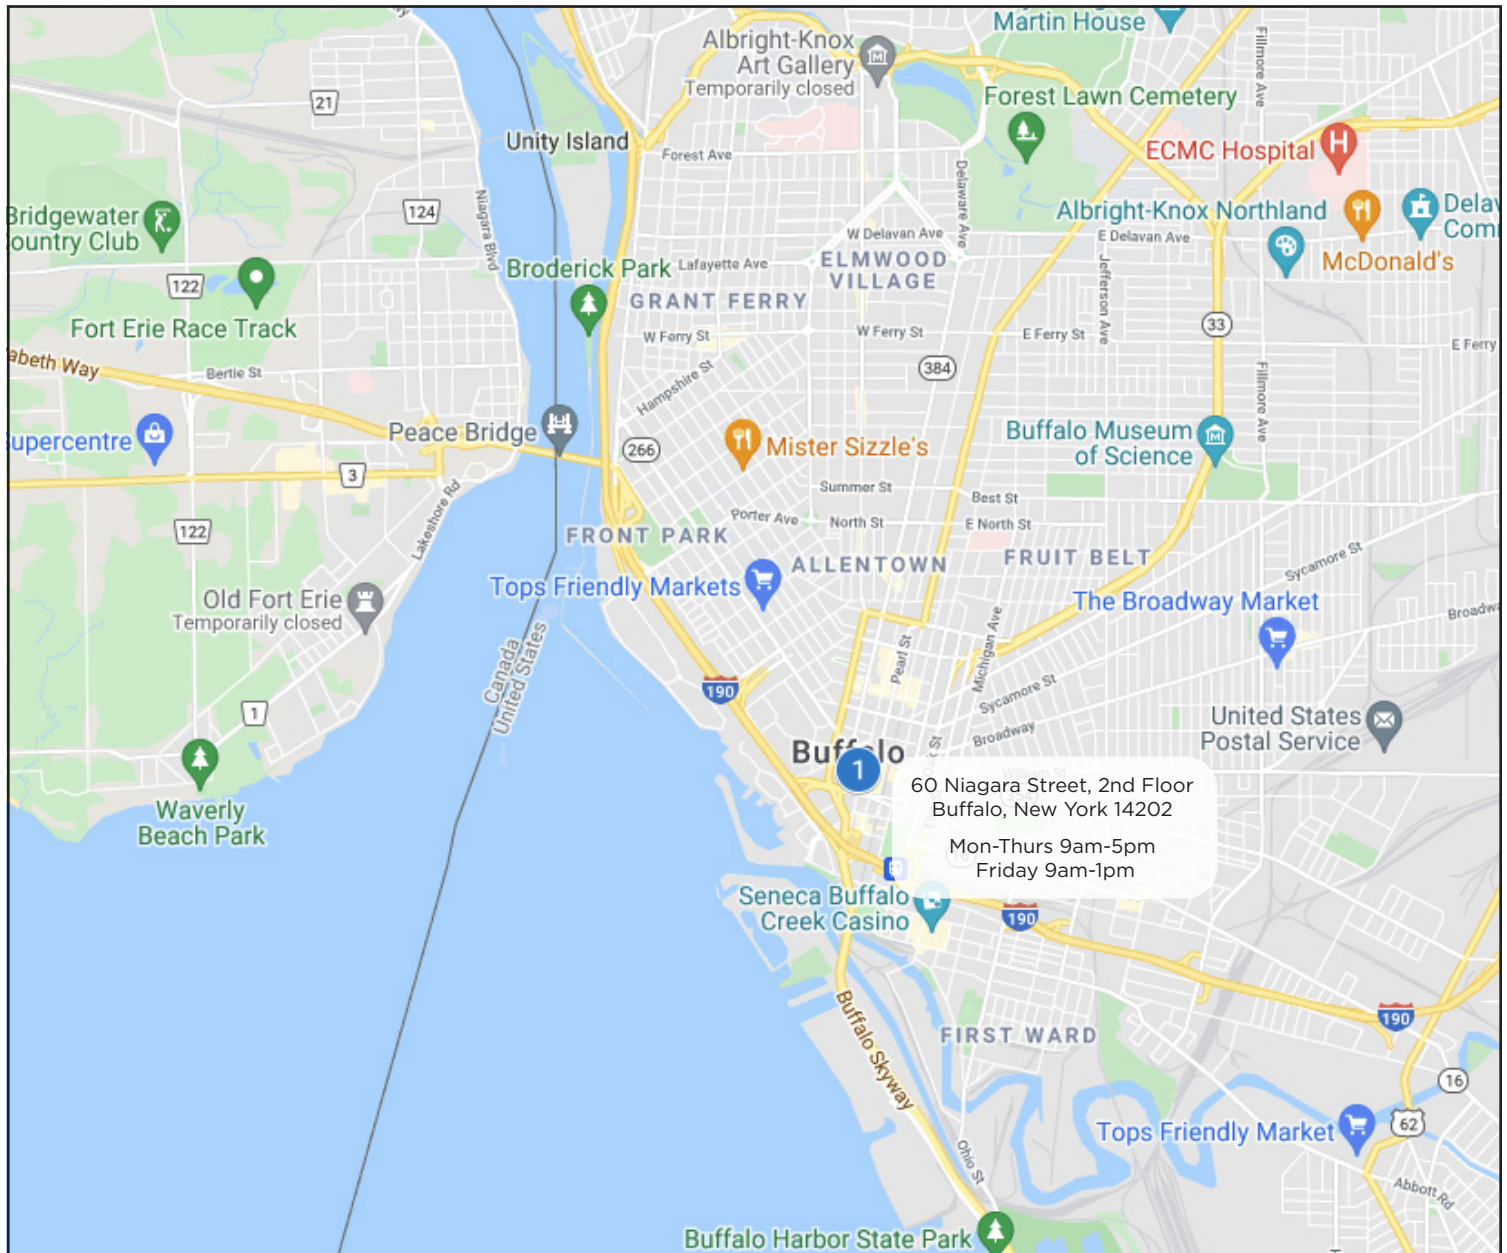 Martin House
Albright-Knox
Art Gallery
Temporarily closed
Fillmore Ave
21
Forest Lawn Cemetery
Unity Island
Forest Ave
ECMC Hospital
Delaware Ave
Niagara Blvd
124
Bridgewater
Country Club
Albright-Knox Northland
McDonald's
W Delavan Ave
E Delavan Ave
Broderick Park
Lafayette Ave
ELMWOOD
VILLAGE
Jefferson Ave
122
GRANT FERRY
Fort Erie Race Track
W Ferry St
W Ferry St
E Ferry St
33
E Ferry
abeth Way
Bertie St
Hampshire St
384
Fillmore Ave
Supercentre
Peace Bridge
266
Mister Sizzle's
Buffalo Museum
of Science
3
Summer St
Best St
Lakeshore Rd
122
Porter Ave
North St
E North St
FRONT PARK
ALLENTOWN
FRUIT BELT
Sycamore St
Tops Friendly Markets
Old Fort Erie
Temporarily closed
The Broadway Market
Broadwa
Canada
United States
Pearl St
Michigan Ave
190
Sycamore St
1
United States
Postal Service
Broadway
Buffalo
1
60 Niagara Street, 2nd Floor
Buffalo, New York 14202
Mon-Thurs 9am-5pm
Friday 9am-1pm
Waverly
Beach Park
Seneca Buffalo
Creek Casino
190
190
Buffalo Skyway
FIRST WARD
16
62
Tops Friendly Market
Ohio St
Abbott Rd
Buffalo Harbor State Park